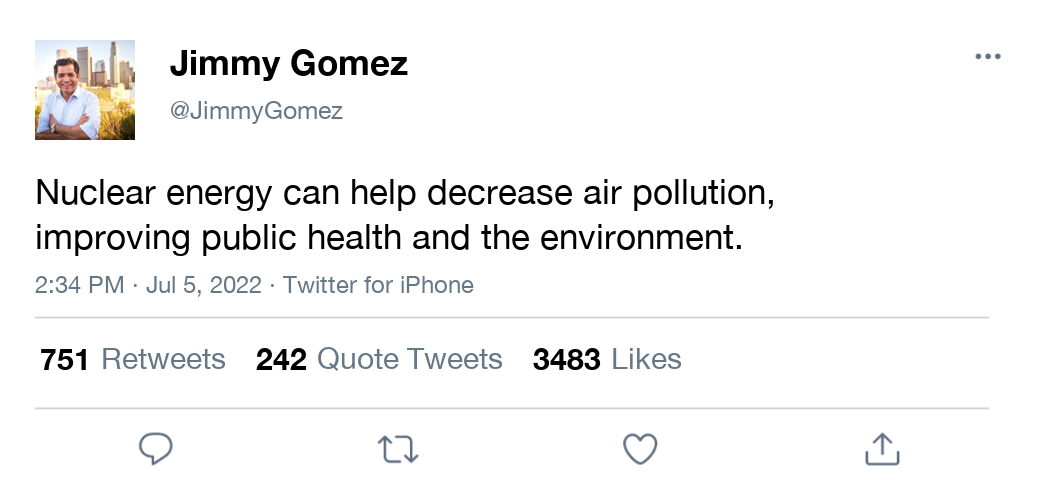 Jimmy Gomez
@JimmyGomez
Nuclear energy can help decrease air pollution,
improving public health and the environment.
2:34 PM · Jul 5, 2022 · Twitter for iPhone
751 Retweets 242 Quote Tweets 3483 Likes